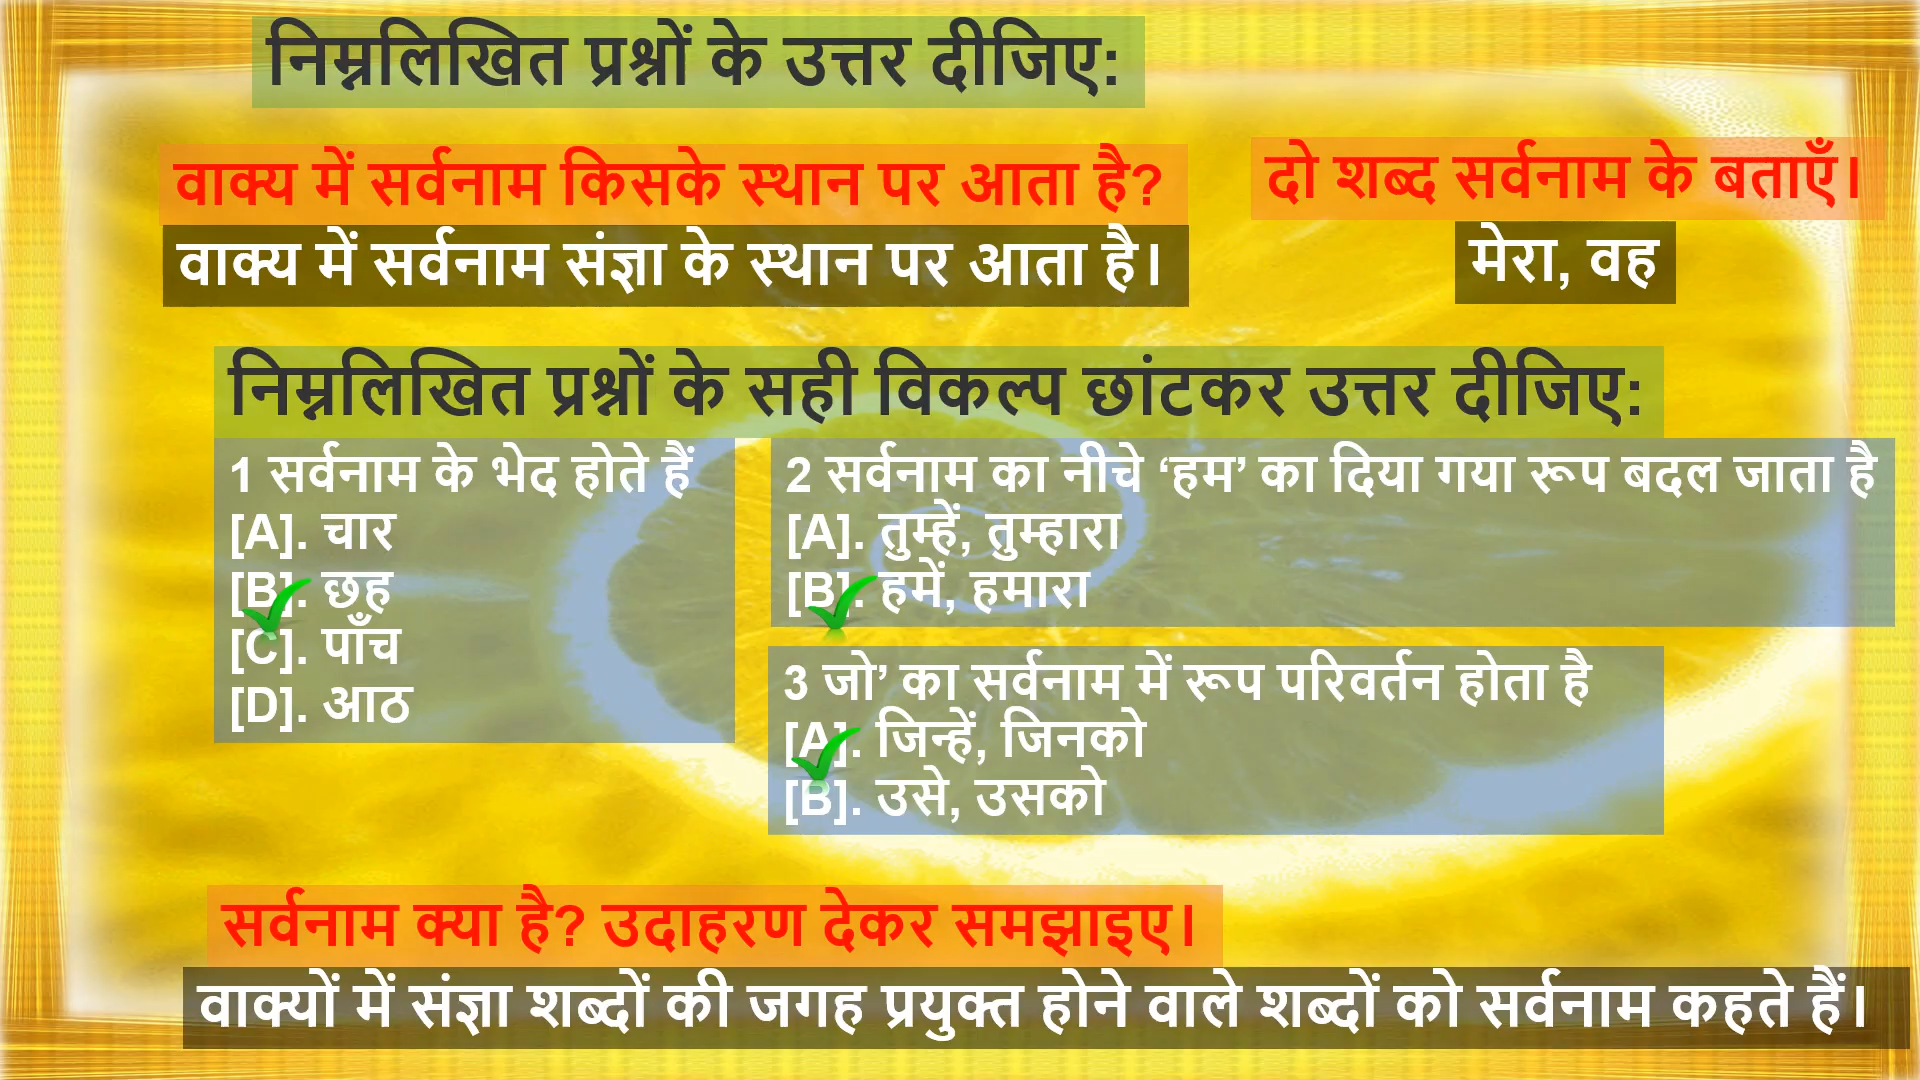 निम्नलिखित प्रश्नों के उत्तर दीजिए:
वाक्य में सर्वनाम किसके स्थान पर आता है?
वाक्य में सर्वनाम संज्ञा के स्थान पर आता है।
दो शब्द सर्वनाम के बताएँ।
मेरा, वह
निम्नलिखित प्रश्नों के सही विकल्प छांटकर उत्तर दीजिए:
1 सर्वनाम के भेद होते हैं
[A]. चार
[B]. छह
[C]. पाँच
[D]. आठ
2 सर्वनाम का नीचे ‘हम’ का दिया गया रूप बदल जाता है
[A]. तुम्हें, तुम्हारा
[B]. हमें, हमारा
3 जो’ का सर्वनाम में रूप परिवर्तन होता है
[A]. जिन्हें, जिनको
[B]. उसे, उसको
सर्वनाम क्या है? उदाहरण देकर समझाइए।
वाक्यों में संज्ञा शब्दों की जगह प्रयुक्त होने वाले शब्दों को सर्वनाम कहते हैं।